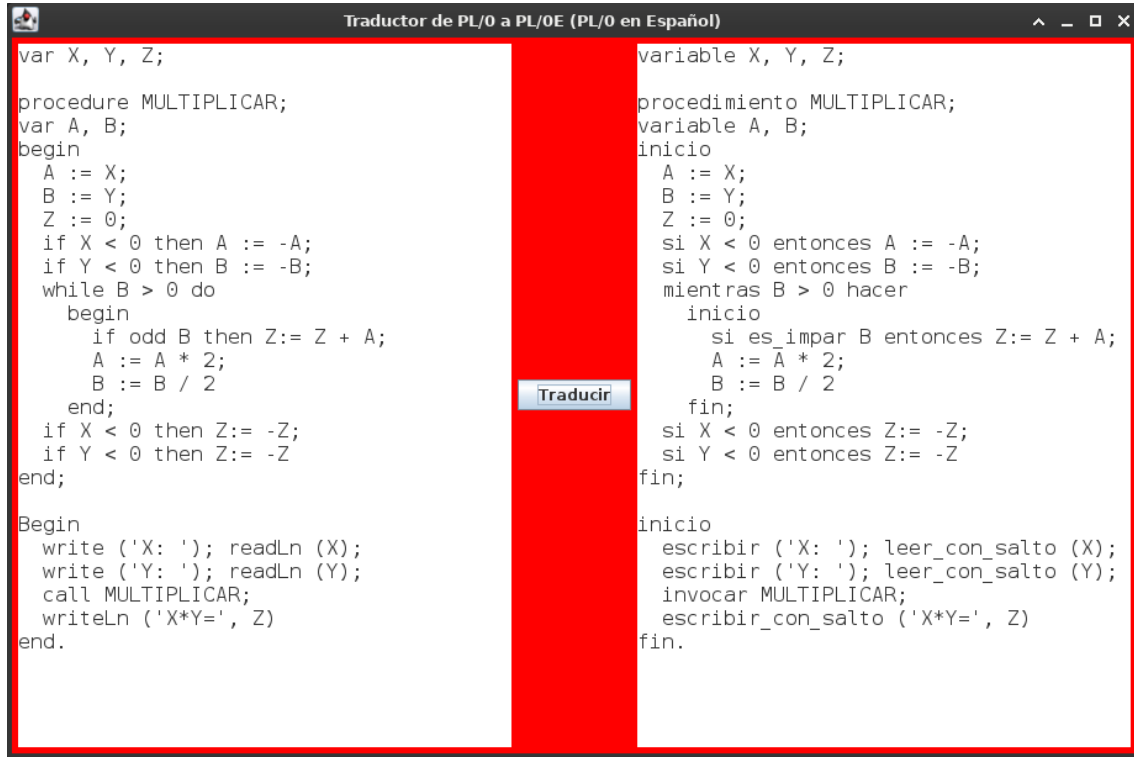 Traductor de PL/0 a PL/0E (PL/0 en Español)
var X, Y, Z;

procedure MULTIPLICAR;
var A, B;
begin
  A := X;
  B := Y;
  Z := 0;
  if X < 0 then A := -A;
  if Y < 0 then B := -B;
  while B > 0 do
    begin
      if odd B then Z:= Z + A;
      A := A * 2;
      B := B / 2
    end;
  if X < 0 then Z:= -Z;
  if Y < 0 then Z:= -Z
end;

Begin
  write ('X: '); readLn (X);
  write ('Y: '); readLn (Y);
  call MULTIPLICAR;
  writeLn ('X*Y=', Z)
end.
Traducir
variable X, Y, Z;

procedimiento MULTIPLICAR;
variable A, B;
inicio
  A := X;
  B := Y;
  Z := 0;
  si X < 0 entonces A := -A;
  si Y < 0 entonces B := -B;
  mientras B > 0 hacer
    inicio
      si es_impar B entonces Z:= Z + A;
      A := A * 2;
      B := B / 2
    fin;
  si X < 0 entonces Z:= -Z;
  si Y < 0 entonces Z:= -Z
fin;

inicio
  escribir ('X: '); leer_con_salto (X);
  escribir ('Y: '); leer_con_salto (Y);
  invocar MULTIPLICAR;
  escribir_con_salto ('X*Y=', Z)
fin.